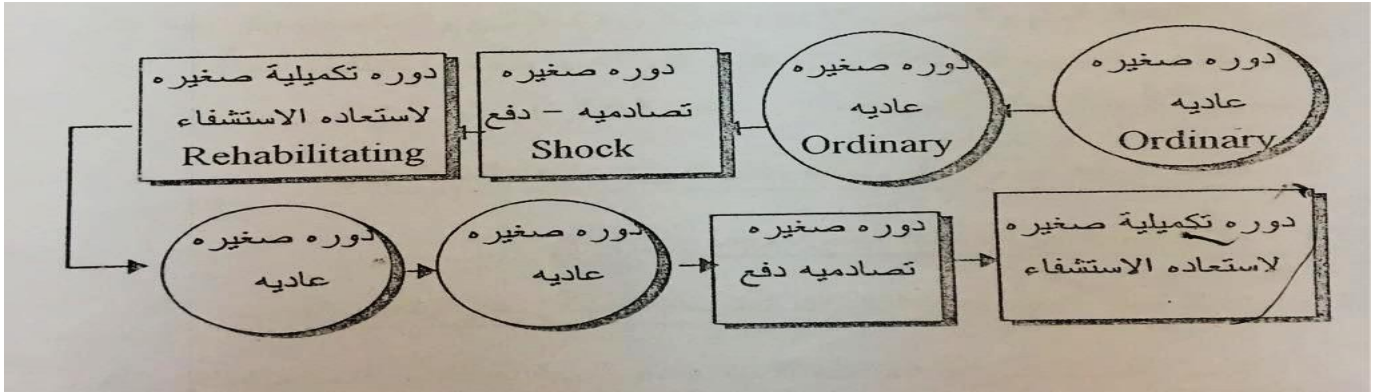 دوره صغيره
عاديه
Ordinary
دوره صغيره
عاديه
Ordinary
دوره صغيره
تصادميه – دفع
Shock
دوره تكميلية صغيره
لاستعاده الاستشفاء
Rehabilitating
دوره صغيره
عاديه
دوره صغيره
عاديه
دوره صغيره
تصادميه دفع
دوره تكميلية صغيره
لاستعاده الاستشفاء